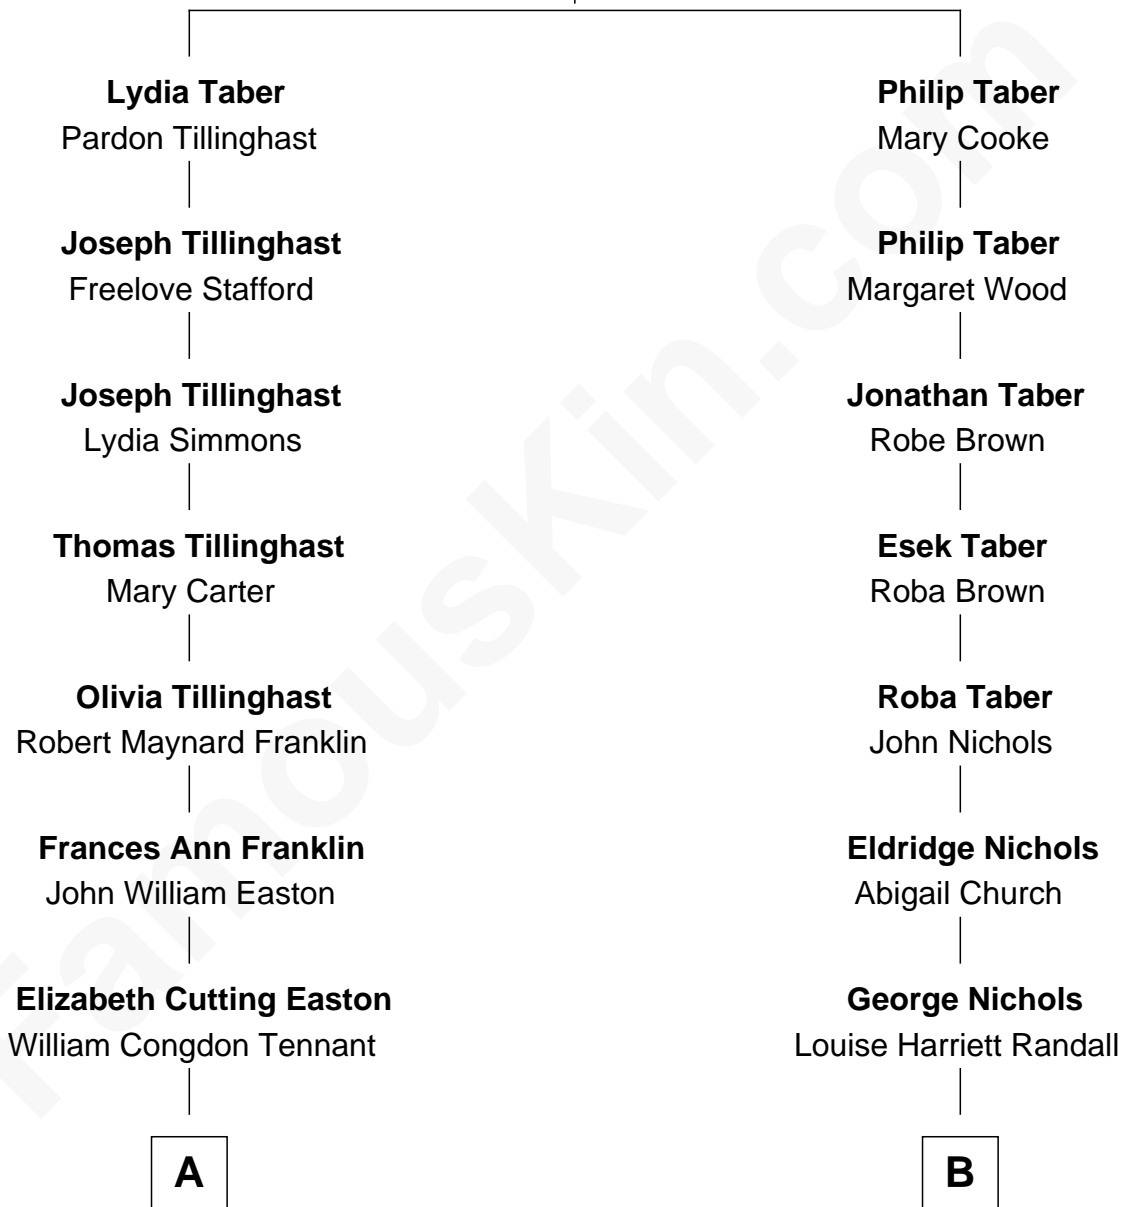 Lydia Taber
Pardon Tillinghast
Philip Taber
Mary Cooke
Joseph Tillinghast
Freelove Stafford
Philip Taber
Margaret Wood
Joseph Tillinghast
Lydia Simmons
Jonathan Taber
Robe Brown
Thomas Tillinghast
Mary Carter
Esek Taber
Roba Brown
Olivia Tillinghast
Robert Maynard Franklin
Roba Taber
John Nichols
Frances Ann Franklin
John William Easton
Eldridge Nichols
Abigail Church
Elizabeth Cutting Easton
William Congdon Tennant
George Nichols
Louise Harriett Randall
A
B
FamousKin.com